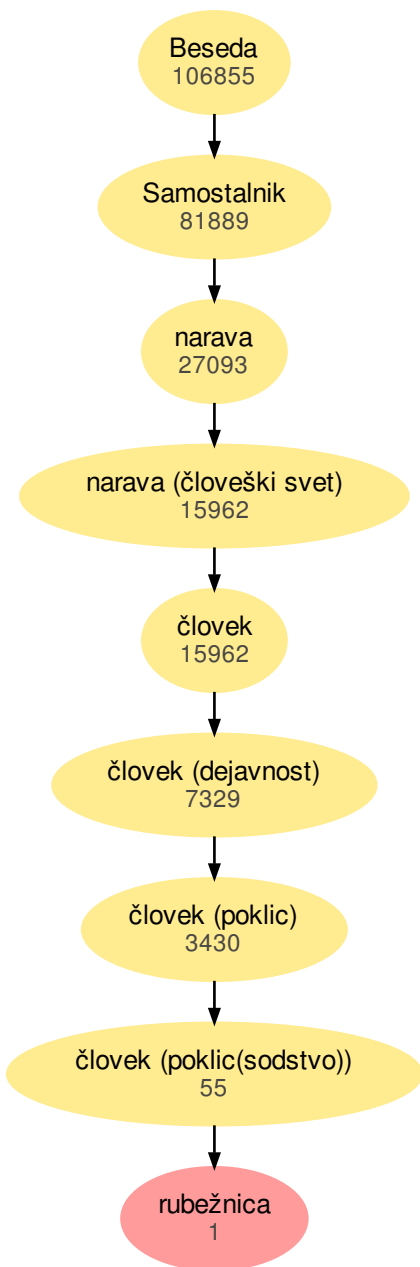 Beseda
106855
Samostalnik
81889
narava
27093
narava (človeški svet)
15962
človek
15962
človek (dejavnost)
7329
človek (poklic)
3430
človek (poklic(sodstvo))
55
rubežnica
1